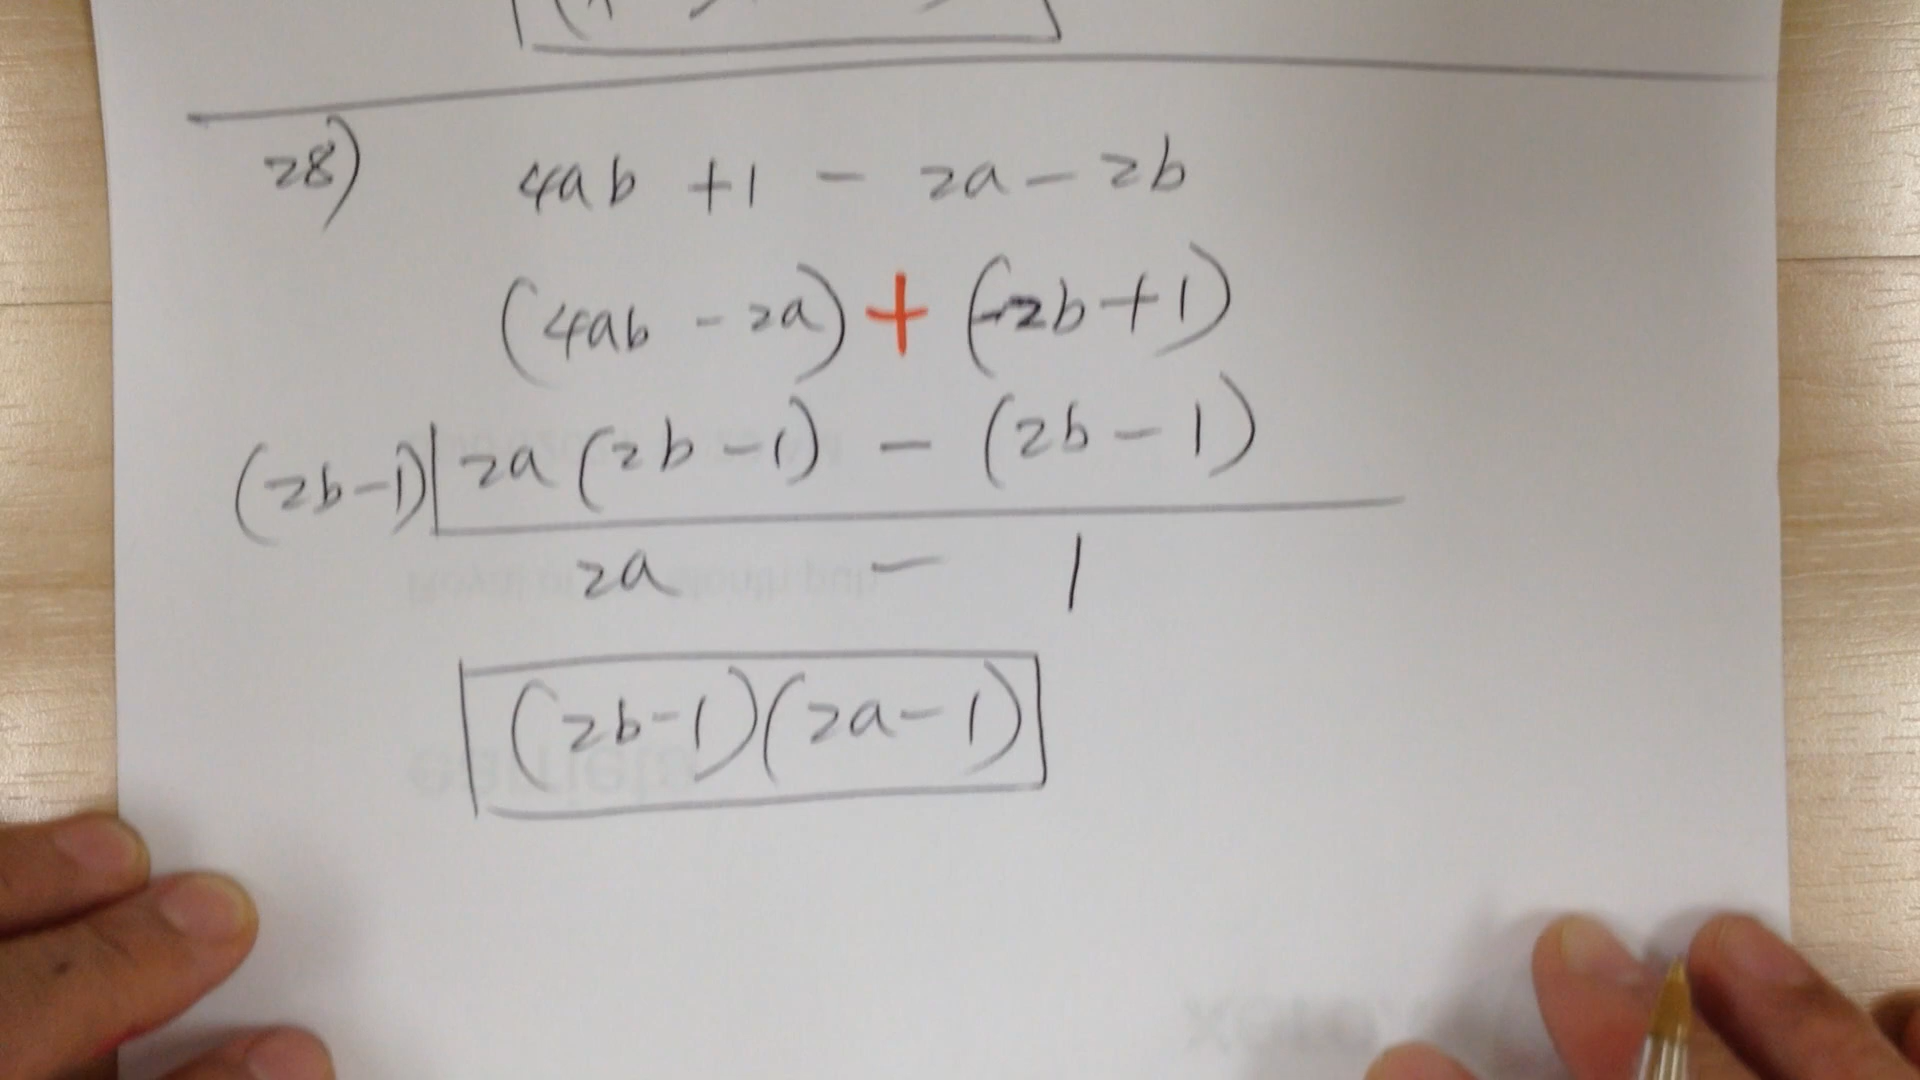 28) 4ab +1 - 2a - 2b
(4ab - 2a) + (-2b+1)
(2b-1) 2a (2b-1) - (2b-1)
2a - 1
(2b-1)(2a-1)